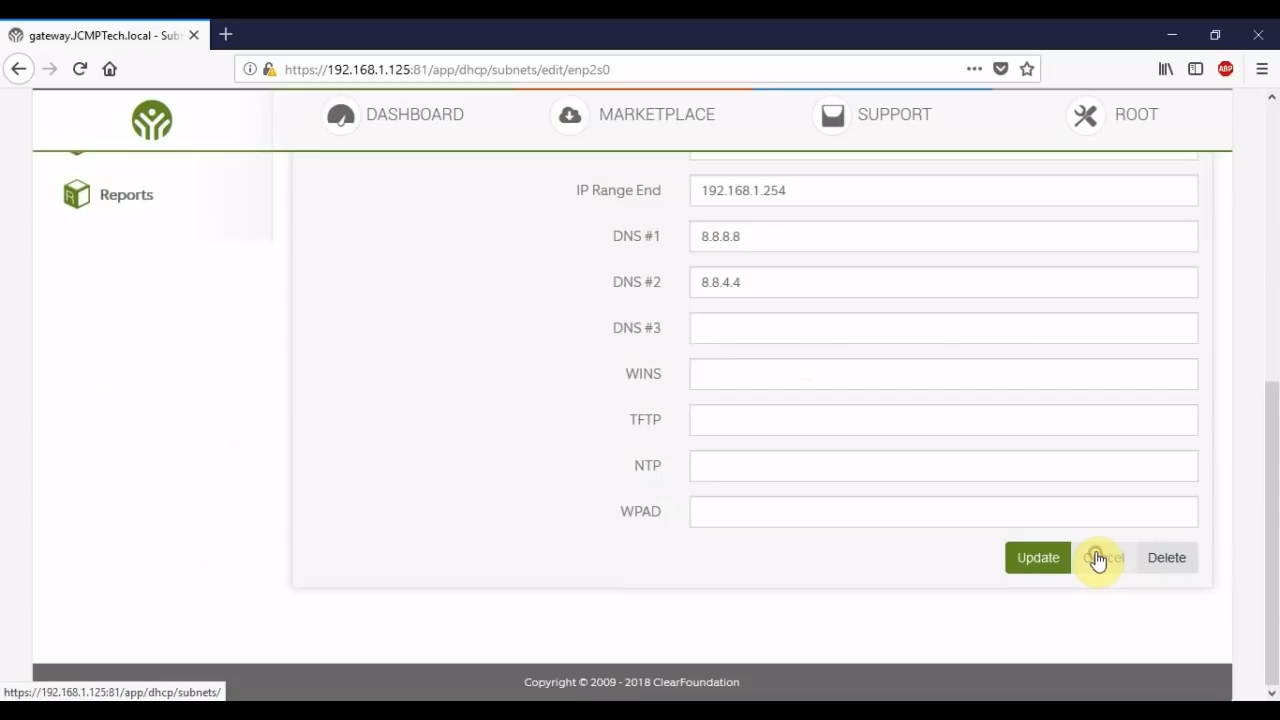 gateway.JCMPTech.local - Sub
https://192.168.1.125:81/app/dhcp/subnets/edit/enp2s0
ABP
DASHBOARD
MARKETPLACE
SUPPORT
ROOT
Reports
IP Range End
192.168.1.254
DNS #1
8.8.8.8
DNS #2
8.8.4.4
DNS #3
WINS
TFTP
NTP
WPAD
Update
Delete
Copyright © 2009 - 2018 ClearFoundation
https://192.168.1.125:81/app/dhcp/subnets/